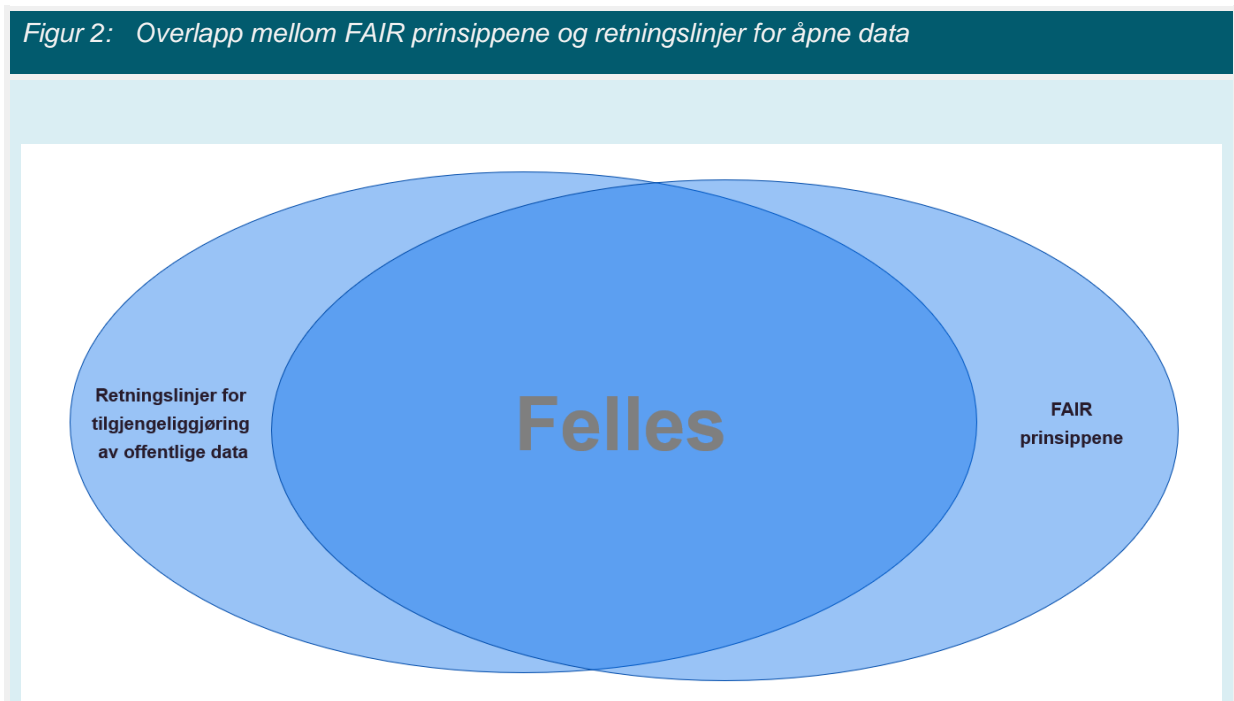 Figur 2: Overlapp mellom FAIR prinsippene og retningslinjer for åpne data
Retningslinjer for
tilgjengeliggjøring
av offentlige data
Felles
FAIR
prinsippene